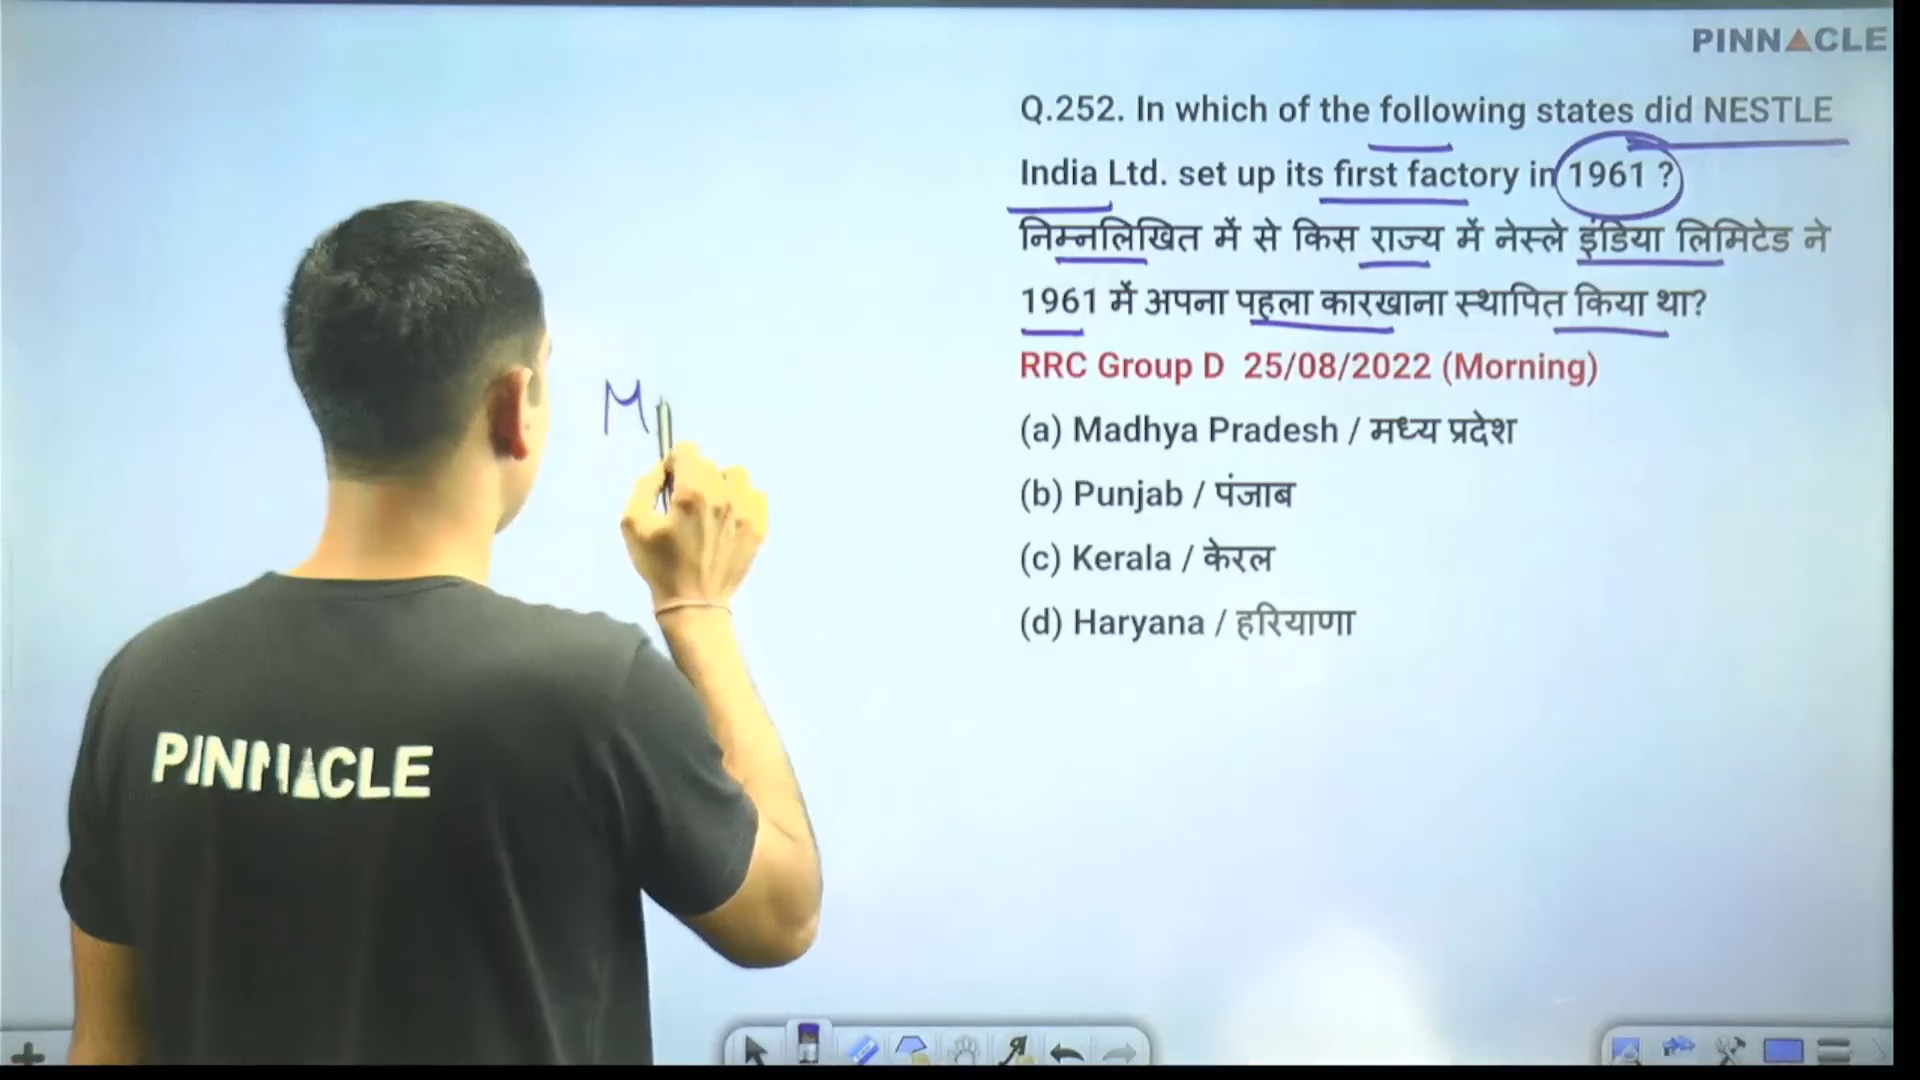 PINNACLE
Q.252. In which of the following states did NESTLE
India Ltd. set up its first factory in 1961 ?
निम्नलिखित में से किस राज्य में नेस्ले इंडिया लिमिटेड ने
1961 में अपना पहला कारखाना स्थापित किया था?
RRC Group D 25/08/2022 (Morning)
(a) Madhya Pradesh / मध्य प्रदेश
(b) Punjab / पंजाब
(c) Kerala / केरल
(d) Haryana / हरियाणा
M
PINNACLE